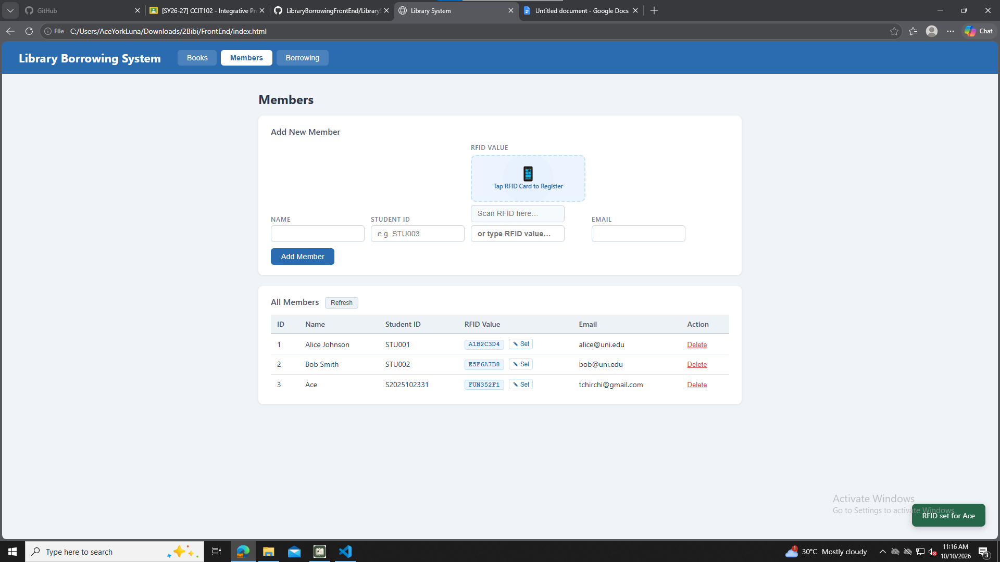 GitHub
[SY26-27] CCIT102 - Integrative Pr
LibraryBorrowingFrontEnd/Library
Library System
Untitled document - Google Docs
File
C:/Users/AceYorkLuna/Downloads/2Bibi/FrontEnd/index.html
Chat
Library Borrowing System
Books
Members
Borrowing
Members
Add New Member
RFID VALUE
Tap RFID Card to Register
Scan RFID here...
NAME
STUDENT ID
EMAIL
e.g. STU003
or type RFID value...
Add Member
All Members
Refresh
ID Name Student ID RFID Value Email Action
1 Alice Johnson STU001 A1B2C3D4 Set alice@uni.edu Delete
2 Bob Smith STU002 E5F6A7B8 Set bob@uni.edu Delete
3 Ace S2025102331 FUN352F1 Set tchirchi@gmail.com Delete
Activate Windows
Go to Settings to activate Windows.
RFID set for Ace
Type here to search
1
30°C Mostly cloudy
11:16 AM
10/10/2026
3